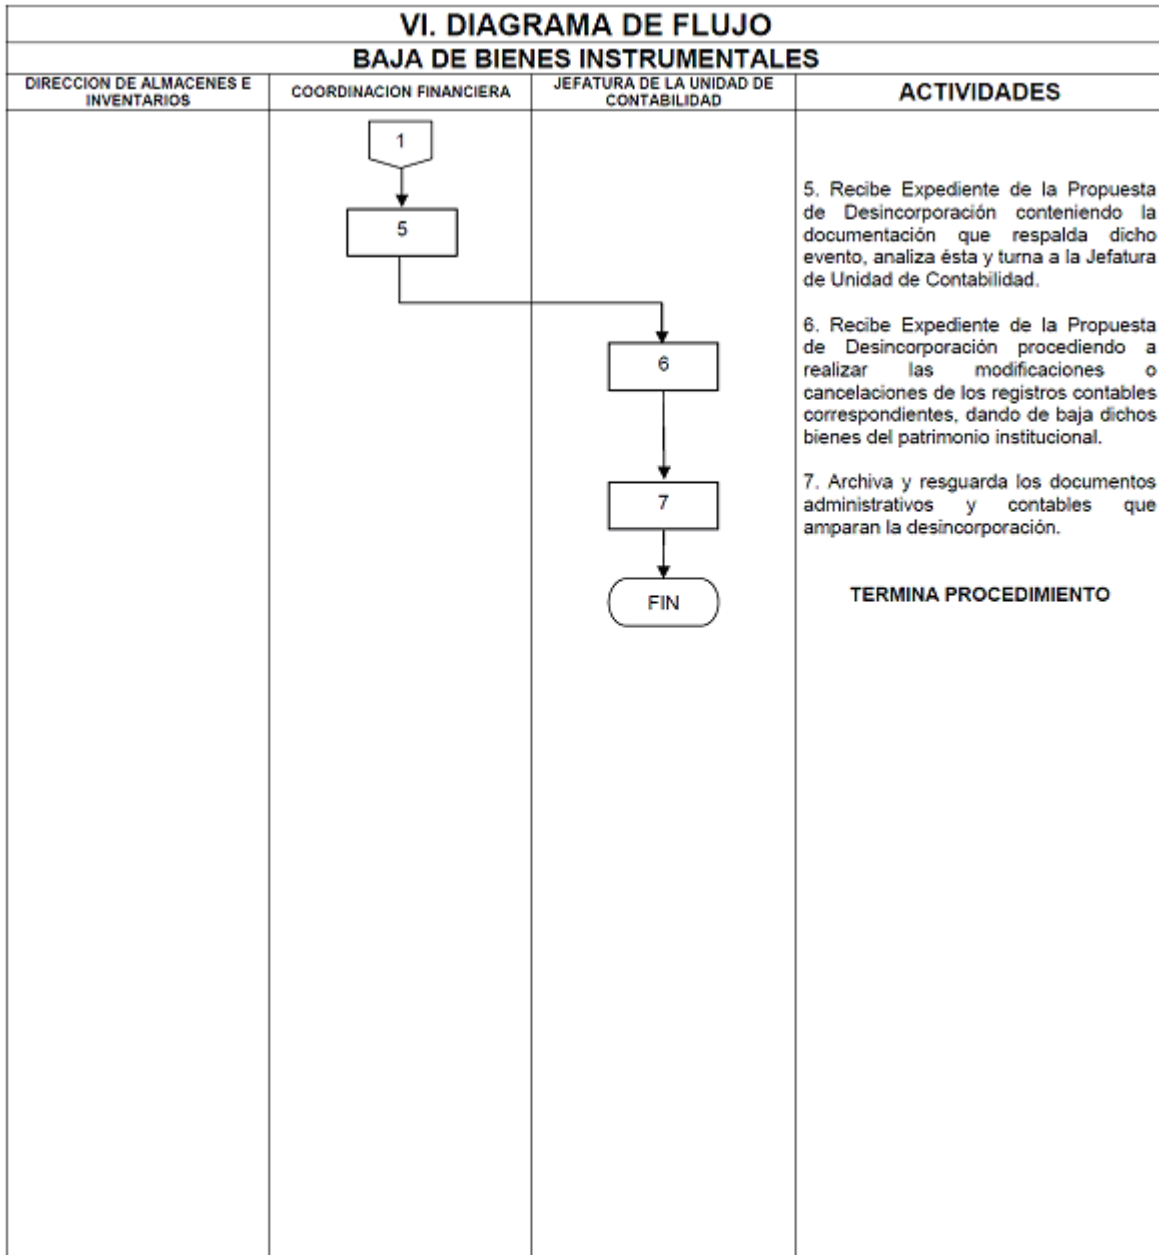 VI. DIAGRAMA DE FLUJO
BAJA DE BIENES INSTRUMENTALES
DIRECCION DE ALMACENES E
INVENTARIOS
COORDINACION FINANCIERA
JEFATURA DE LA UNIDAD DE
CONTABILIDAD
ACTIVIDADES
1
5
6
7
FIN
5. Recibe Expediente de la Propuesta
de Desincorporación conteniendo la
documentación que respalda dicho
evento, analiza ésta y turna a la Jefatura
de Unidad de Contabilidad.
6. Recibe Expediente de la Propuesta
de Desincorporación procediendo a
realizar las modificaciones o
cancelaciones de los registros contables
correspondientes, dando de baja dichos
bienes del patrimonio institucional.
7. Archiva y resguarda los documentos
administrativos y contables que
amparan la desincorporación.
TERMINA PROCEDIMIENTO